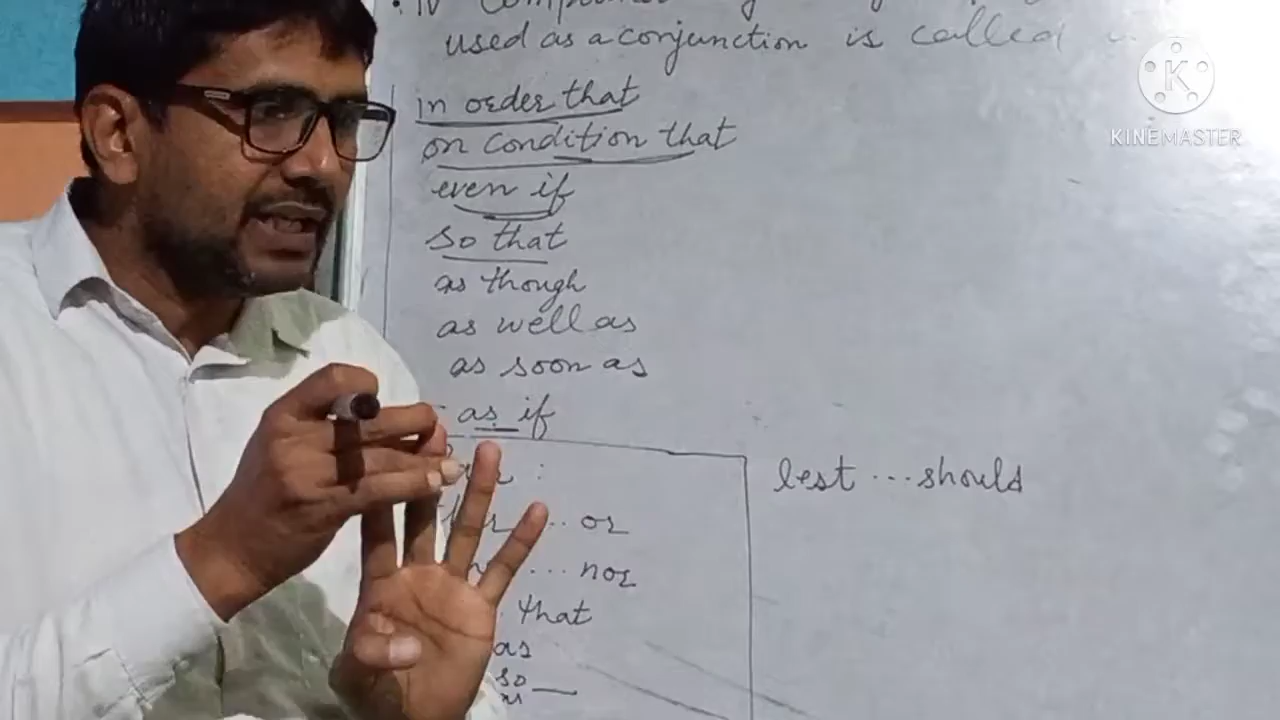 used as a conjunction is called
in order that
on condition that
even if
so that
as though
as well as
as soon as
as if
lest ... should
... or
... nor
that
as
so
as
K
KINEMASTER